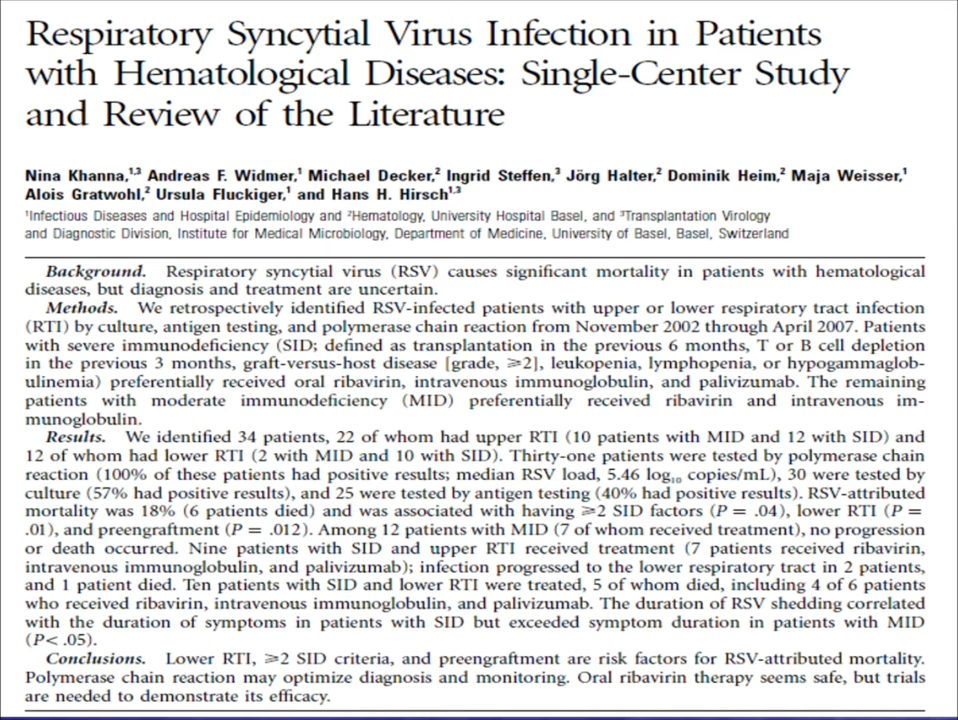 Respiratory Syncytial Virus Infection in Patients
with Hematological Diseases: Single-Center Study
and Review of the Literature
Nina Khanna,1,3 Andreas F. Widmer,1 Michael Decker,2 Ingrid Steffen,3 Jörg Halter,2 Dominik Heim,2 Maja Weisser,1
Alois Gratwohl,2 Ursula Fluckiger,1 and Hans H. Hirsch1,3
1Infectious Diseases and Hospital Epidemiology and 2Hematology, University Hospital Basel, and 3Transplantation Virology
and Diagnostic Division, Institute for Medical Microbiology, Department of Medicine, University of Basel, Basel, Switzerland
Background. Respiratory syncytial virus (RSV) causes significant mortality in patients with hematological
diseases, but diagnosis and treatment are uncertain.
Methods. We retrospectively identified RSV-infected patients with upper or lower respiratory tract infection
(RTI) by culture, antigen testing, and polymerase chain reaction from November 2002 through April 2007. Patients
with severe immunodeficiency (SID; defined as transplantation in the previous 6 months, T or B cell depletion
in the previous 3 months, graft-versus-host disease [grade, ≥2], leukopenia, lymphopenia, or hypogammaglob-
ulinemia) preferentially received oral ribavirin, intravenous immunoglobulin, and palivizumab. The remaining
patients with moderate immunodeficiency (MID) preferentially received ribavirin and intravenous im-
munoglobulin.
Results. We identified 34 patients, 22 of whom had upper RTI (10 patients with MID and 12 with SID) and
12 of whom had lower RTI (2 with MID and 10 with SID). Thirty-one patients were tested by polymerase chain
reaction (100% of these patients had positive results; median RSV load, 5.46 log10 copies/mL), 30 were tested by
culture (57% had positive results), and 25 were tested by antigen testing (40% had positive results). RSV-attributed
mortality was 18% (6 patients died) and was associated with having ≥2 SID factors (P = .04), lower RTI (P =
.01), and preengraftment (P = .012). Among 12 patients with MID (7 of whom received treatment), no progression
or death occurred. Nine patients with SID and upper RTI received treatment (7 patients received ribavirin,
intravenous immunoglobulin, and palivizumab); infection progressed to the lower respiratory tract in 2 patients,
and 1 patient died. Ten patients with SID and lower RTI were treated, 5 of whom died, including 4 of 6 patients
who received ribavirin, intravenous immunoglobulin, and palivizumab. The duration of RSV shedding correlated
with the duration of symptoms in patients with SID but exceeded symptom duration in patients with MID
(P< .05).
Conclusions. Lower RTI, ≥2 SID criteria, and preengraftment are risk factors for RSV-attributed mortality.
Polymerase chain reaction may optimize diagnosis and monitoring. Oral ribavirin therapy seems safe, but trials
are needed to demonstrate its efficacy.